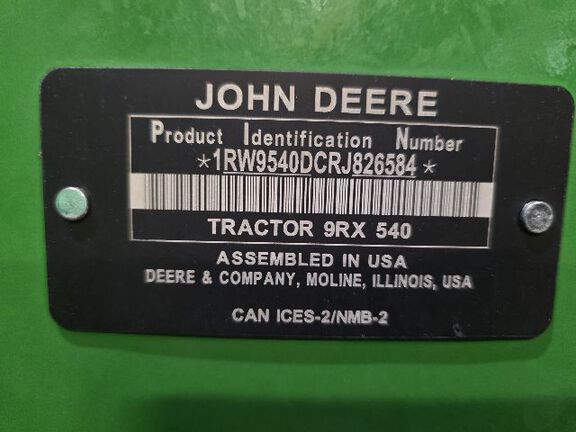 JOHN DEERE
Product Identification Number
*1RW9540DCRJ826584*
TRACTOR 9RX 540
ASSEMBLED IN USA
DEERE & COMPANY, MOLINE, ILLINOIS, USA
CAN ICES-2/NMB-2